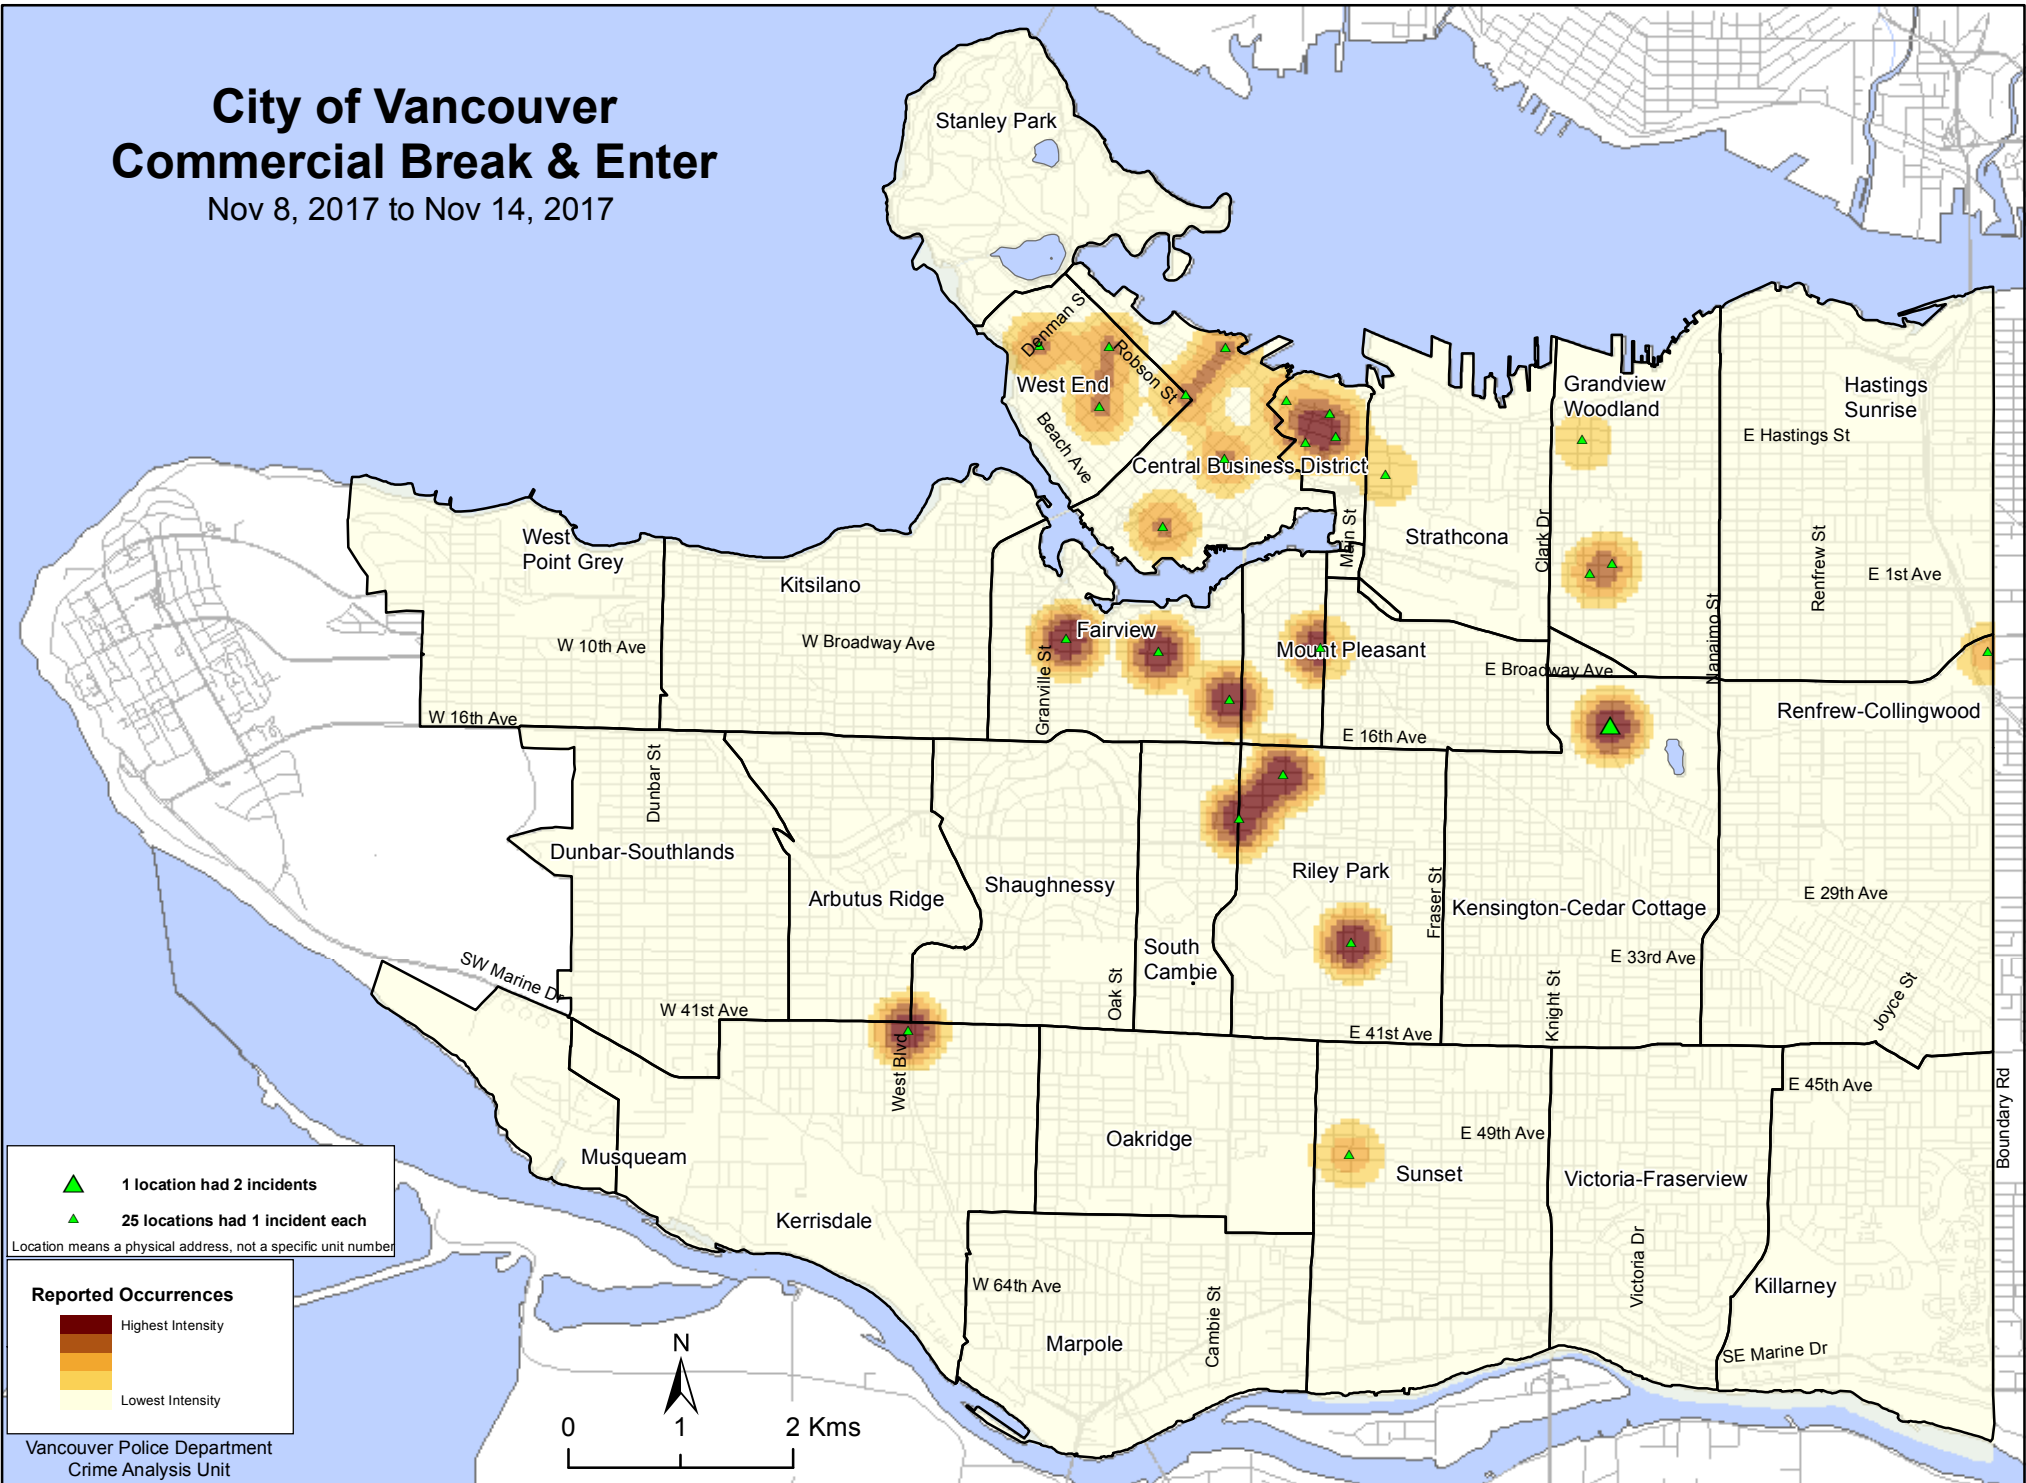 City of Vancouver
Commercial Break & Enter
Nov 8, 2017 to Nov 14, 2017
Stanley Park
Denman S
Robson St
West End
Beach Ave
Central Business District
Grandview
Woodland
Hastings
Sunrise
E Hastings St
West
Point Grey
Kitsilano
Main St
Strathcona
Clark Dr
Renfrew St
E 1st Ave
Nanaimo St
W 10th Ave
W Broadway Ave
Granville St
Fairview
Mount Pleasant
E Broadway Ave
W 16th Ave
E 16th Ave
Renfrew-Collingwood
Dunbar St
Dunbar-Southlands
Arbutus Ridge
Shaughnessy
Riley Park
Fraser St
Kensington-Cedar Cottage
E 29th Ave
South
Cambie
E 33rd Ave
SW Marine Dr
W 41st Ave
Oak St
E 41st Ave
Knight St
Joyce St
West Blvd
E 45th Ave
Boundary Rd
Musqueam
Oakridge
E 49th Ave
Sunset
Victoria-Fraserview
Kerrisdale
W 64th Ave
Cambie St
Victoria Dr
Killarney
Marpole
SE Marine Dr
1 location had 2 incidents
25 locations had 1 incident each
Location means a physical address, not a specific unit number
Reported Occurrences
Highest Intensity
Lowest Intensity
Vancouver Police Department
Crime Analysis Unit
N
0 1 2 Kms